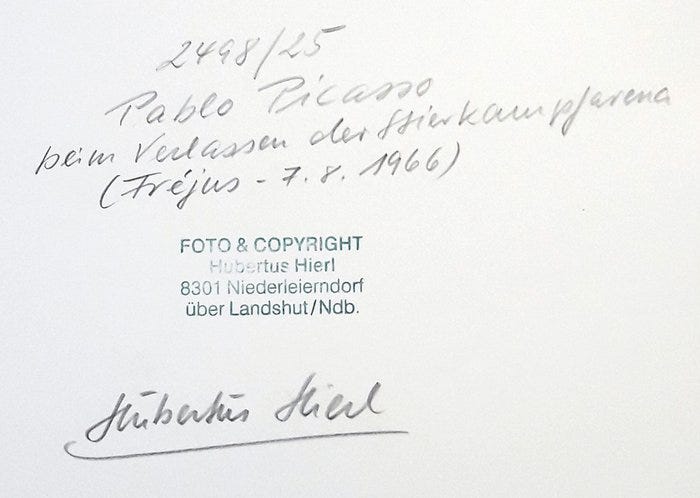 2498/25
Pablo Picasso
beim Verlassen der Stierkampfarena
(Fréjus - 7. 8. 1966)
FOTO & COPYRIGHT
Hubertus Hierl
8301 Niederleierndorf
über Landshut/Ndb.
Hubertus Hierl